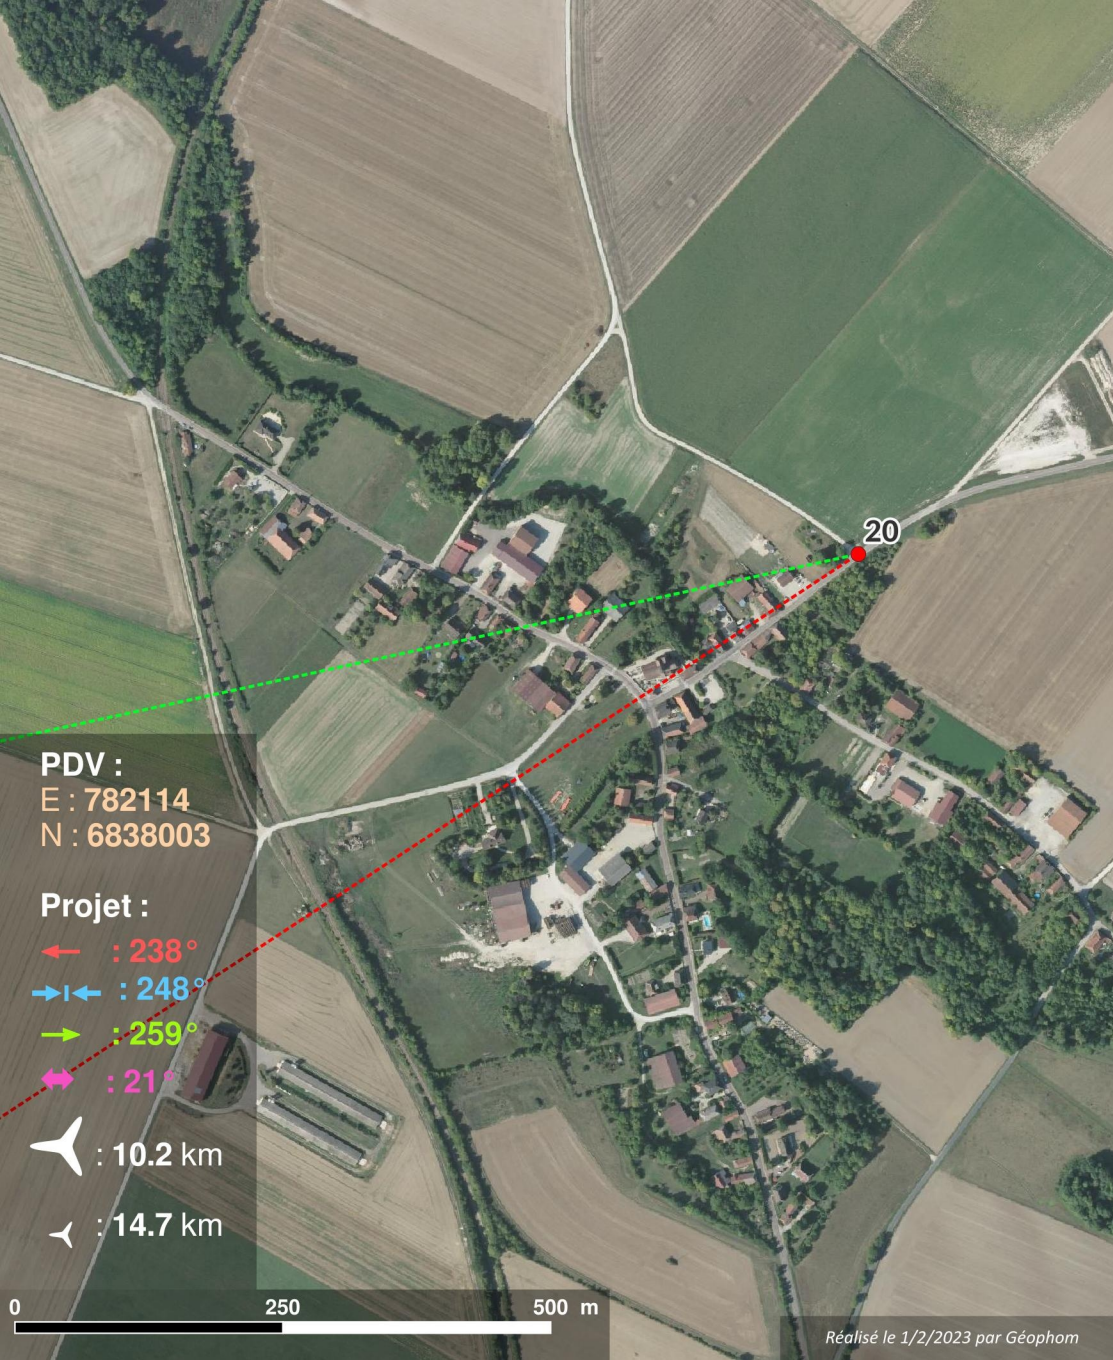 20
PDV :
E : 782114
N : 6838003
Projet :
: 238°
: 248°
: 259°
: 21°
: 10.2 km
: 14.7 km
0 250 500 m
Réalisé le 1/2/2023 par Géophom